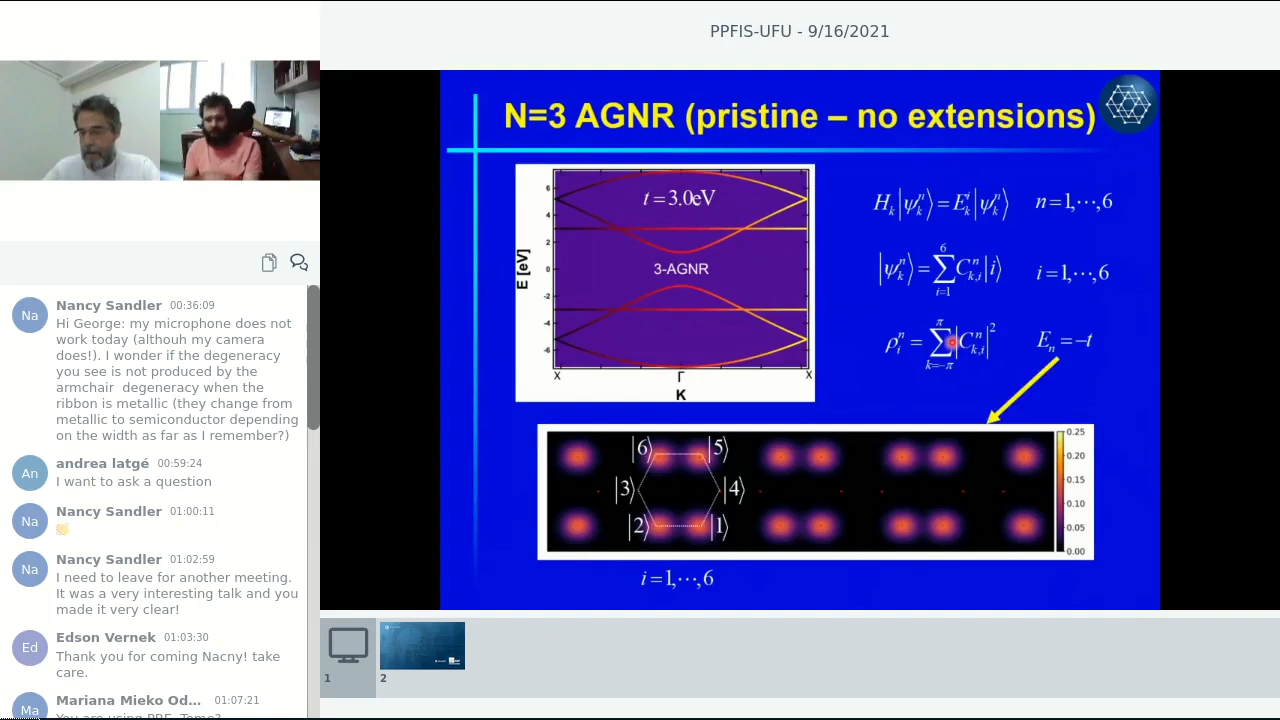 PPFIS-UFU - 9/16/2021
Nancy Sandler 00:36:09
Na
Hi George: my microphone does not
work today (althouh my camera
does!). I wonder if the degeneracy
you see is not produced by the
armchair degeneracy when the
ribbon is metallic (they change from
metallic to semiconductor depending
on the width as far as I remember?)
andrea latgé 00:59:24
An
I want to ask a question
Nancy Sandler 01:00:11
Na
Nancy Sandler 01:02:59
Na
I need to leave for another meeting.
It was a very interesting talk and you
made it very clear!
Edson Vernek 01:03:30
Ed
Thank you for coming Nacny! take
care.
Mariana Mieko Od... 01:07:21
Ma
N=3 AGNR (pristine – no extensions)
t = 3.0eV
3-AGNR
E [eV]
6
4
2
0
-2
-4
-6
X Γ X
K
H_k|ψ_k^n⟩ = E_k^i|ψ_k^n⟩ n = 1,⋯,6
|ψ_k^n⟩ = ∑_{i=1}^{6} C_{k,i}^n |i⟩ i = 1,⋯,6
ρ_i^n = ∑_{k=-π}^{π} |C_{k,i}^n|^2 E_n = -t
|6⟩ |5⟩
|3⟩ |4⟩
|2⟩ |1⟩
0.25
0.20
0.15
0.10
0.05
0.00
i = 1,⋯,6
1
2